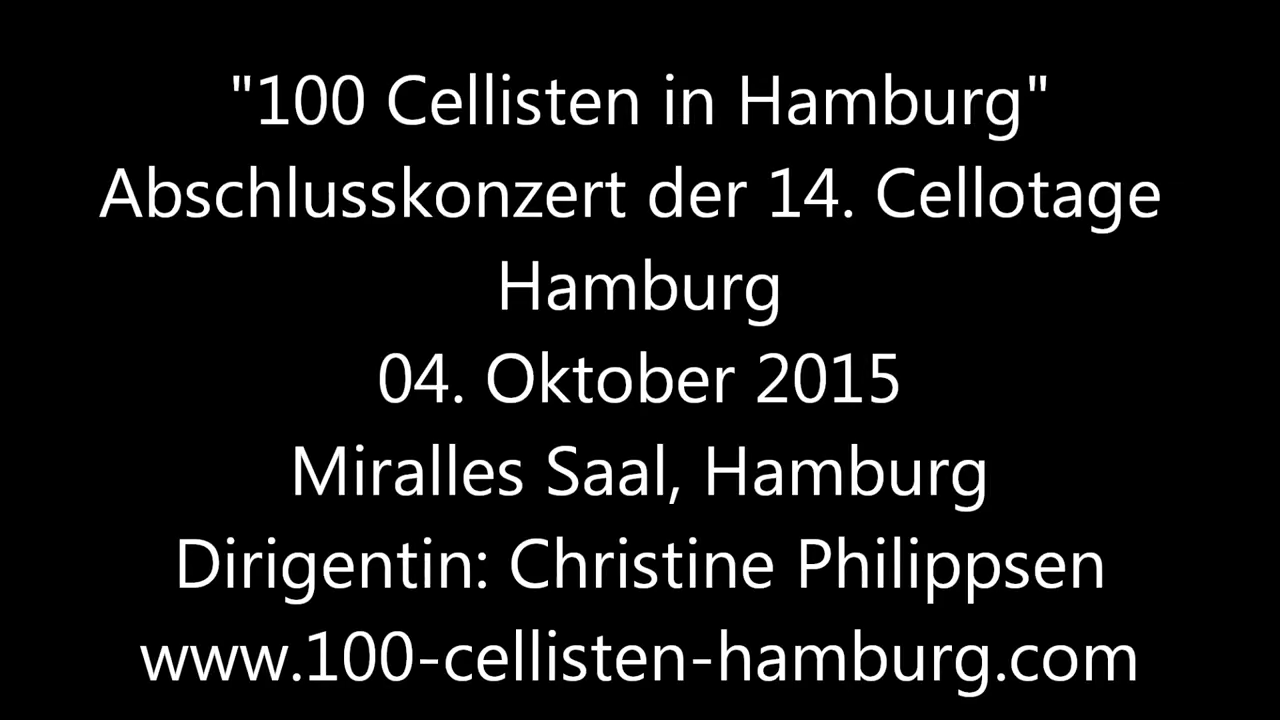 "100 Cellisten in Hamburg"
Abschlusskonzert der 14. Cellotage
Hamburg
04. Oktober 2015
Miralles Saal, Hamburg
Dirigentin: Christine Philippsen
www.100-cellisten-hamburg.com